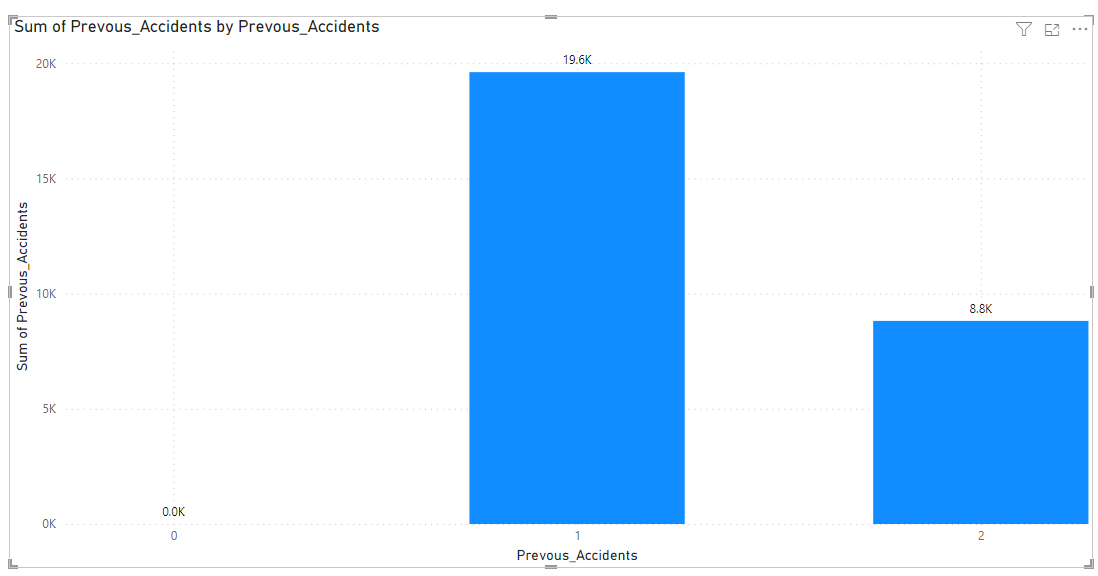 Sum of Prevous_Accidents by Prevous_Accidents
20K
15K
10K
5K
0K
Sum of Prevous_Accidents
0.0K
19.6K
8.8K
0
1
2
Prevous_Accidents